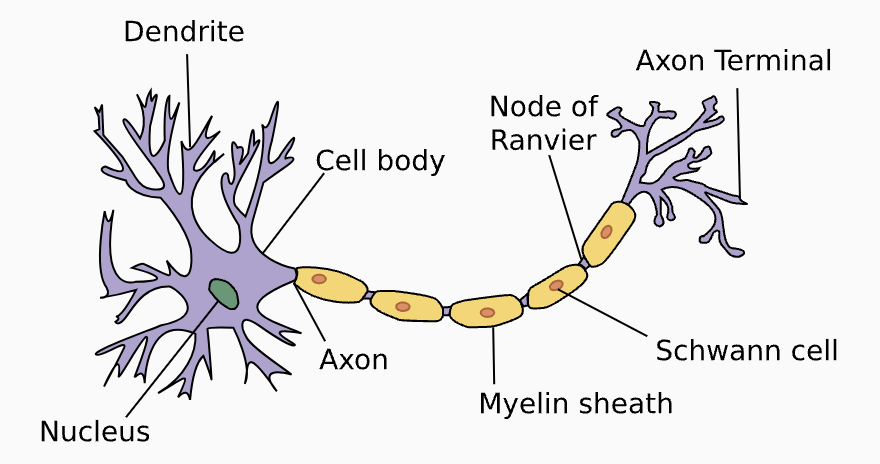 Dendrite
Axon Terminal
Node of
Ranvier
Cell body
Axon
Schwann cell
Myelin sheath
Nucleus